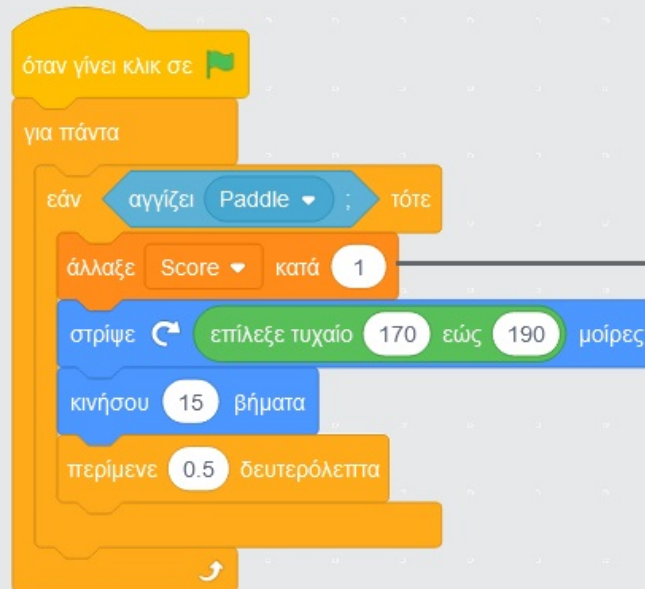 όταν γίνει κλικ σε
για πάντα
εάν αγγίζει Paddle ; τότε
άλλαξε Score κατά 1
στρίψε επίλεξε τυχαίο 170 εώς 190 μοίρες
κινήσου 15 βήματα
περίμενε 0.5 δευτερόλεπτα